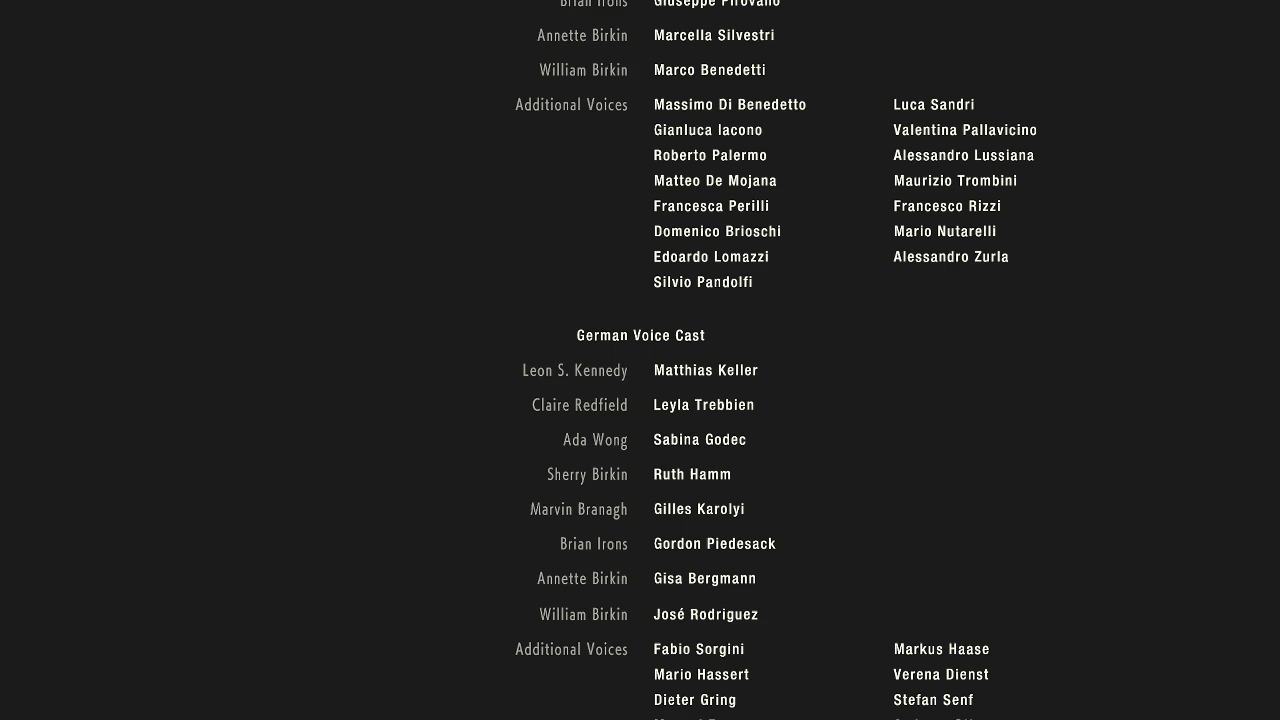 Brian Irons Giuseppe Pirovano
Annette Birkin Marcella Silvestri
William Birkin Marco Benedetti
Additional Voices Massimo Di Benedetto Luca Sandri
Gianluca Iacono Valentina Pallavicino
Roberto Palermo Alessandro Lussiana
Matteo De Mojana Maurizio Trombini
Francesca Perilli Francesco Rizzi
Domenico Brioschi Mario Nutarelli
Edoardo Lomazzi Alessandro Zurla
Silvio Pandolfi
German Voice Cast
Leon S. Kennedy Matthias Keller
Claire Redfield Leyla Trebbien
Ada Wong Sabina Godec
Sherry Birkin Ruth Hamm
Marvin Branagh Gilles Karolyi
Brian Irons Gordon Piedesack
Annette Birkin Gisa Bergmann
William Birkin José Rodriguez
Additional Voices Fabio Sorgini Markus Haase
Mario Hassert Verena Dienst
Dieter Gring Stefan Senf